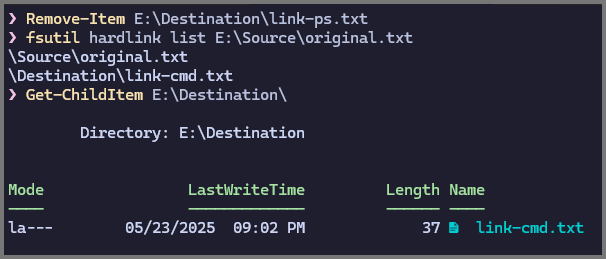 ❯ Remove-Item E:\Destination\link-ps.txt
❯ fsutil hardlink list E:\Source\original.txt
\Source\original.txt
\Destination\link-cmd.txt
❯ Get-ChildItem E:\Destination\
Directory: E:\Destination
Mode LastWriteTime Length Name
---- ------------- ------ ----
la--- 05/23/2025 09:02 PM 37 link-cmd.txt